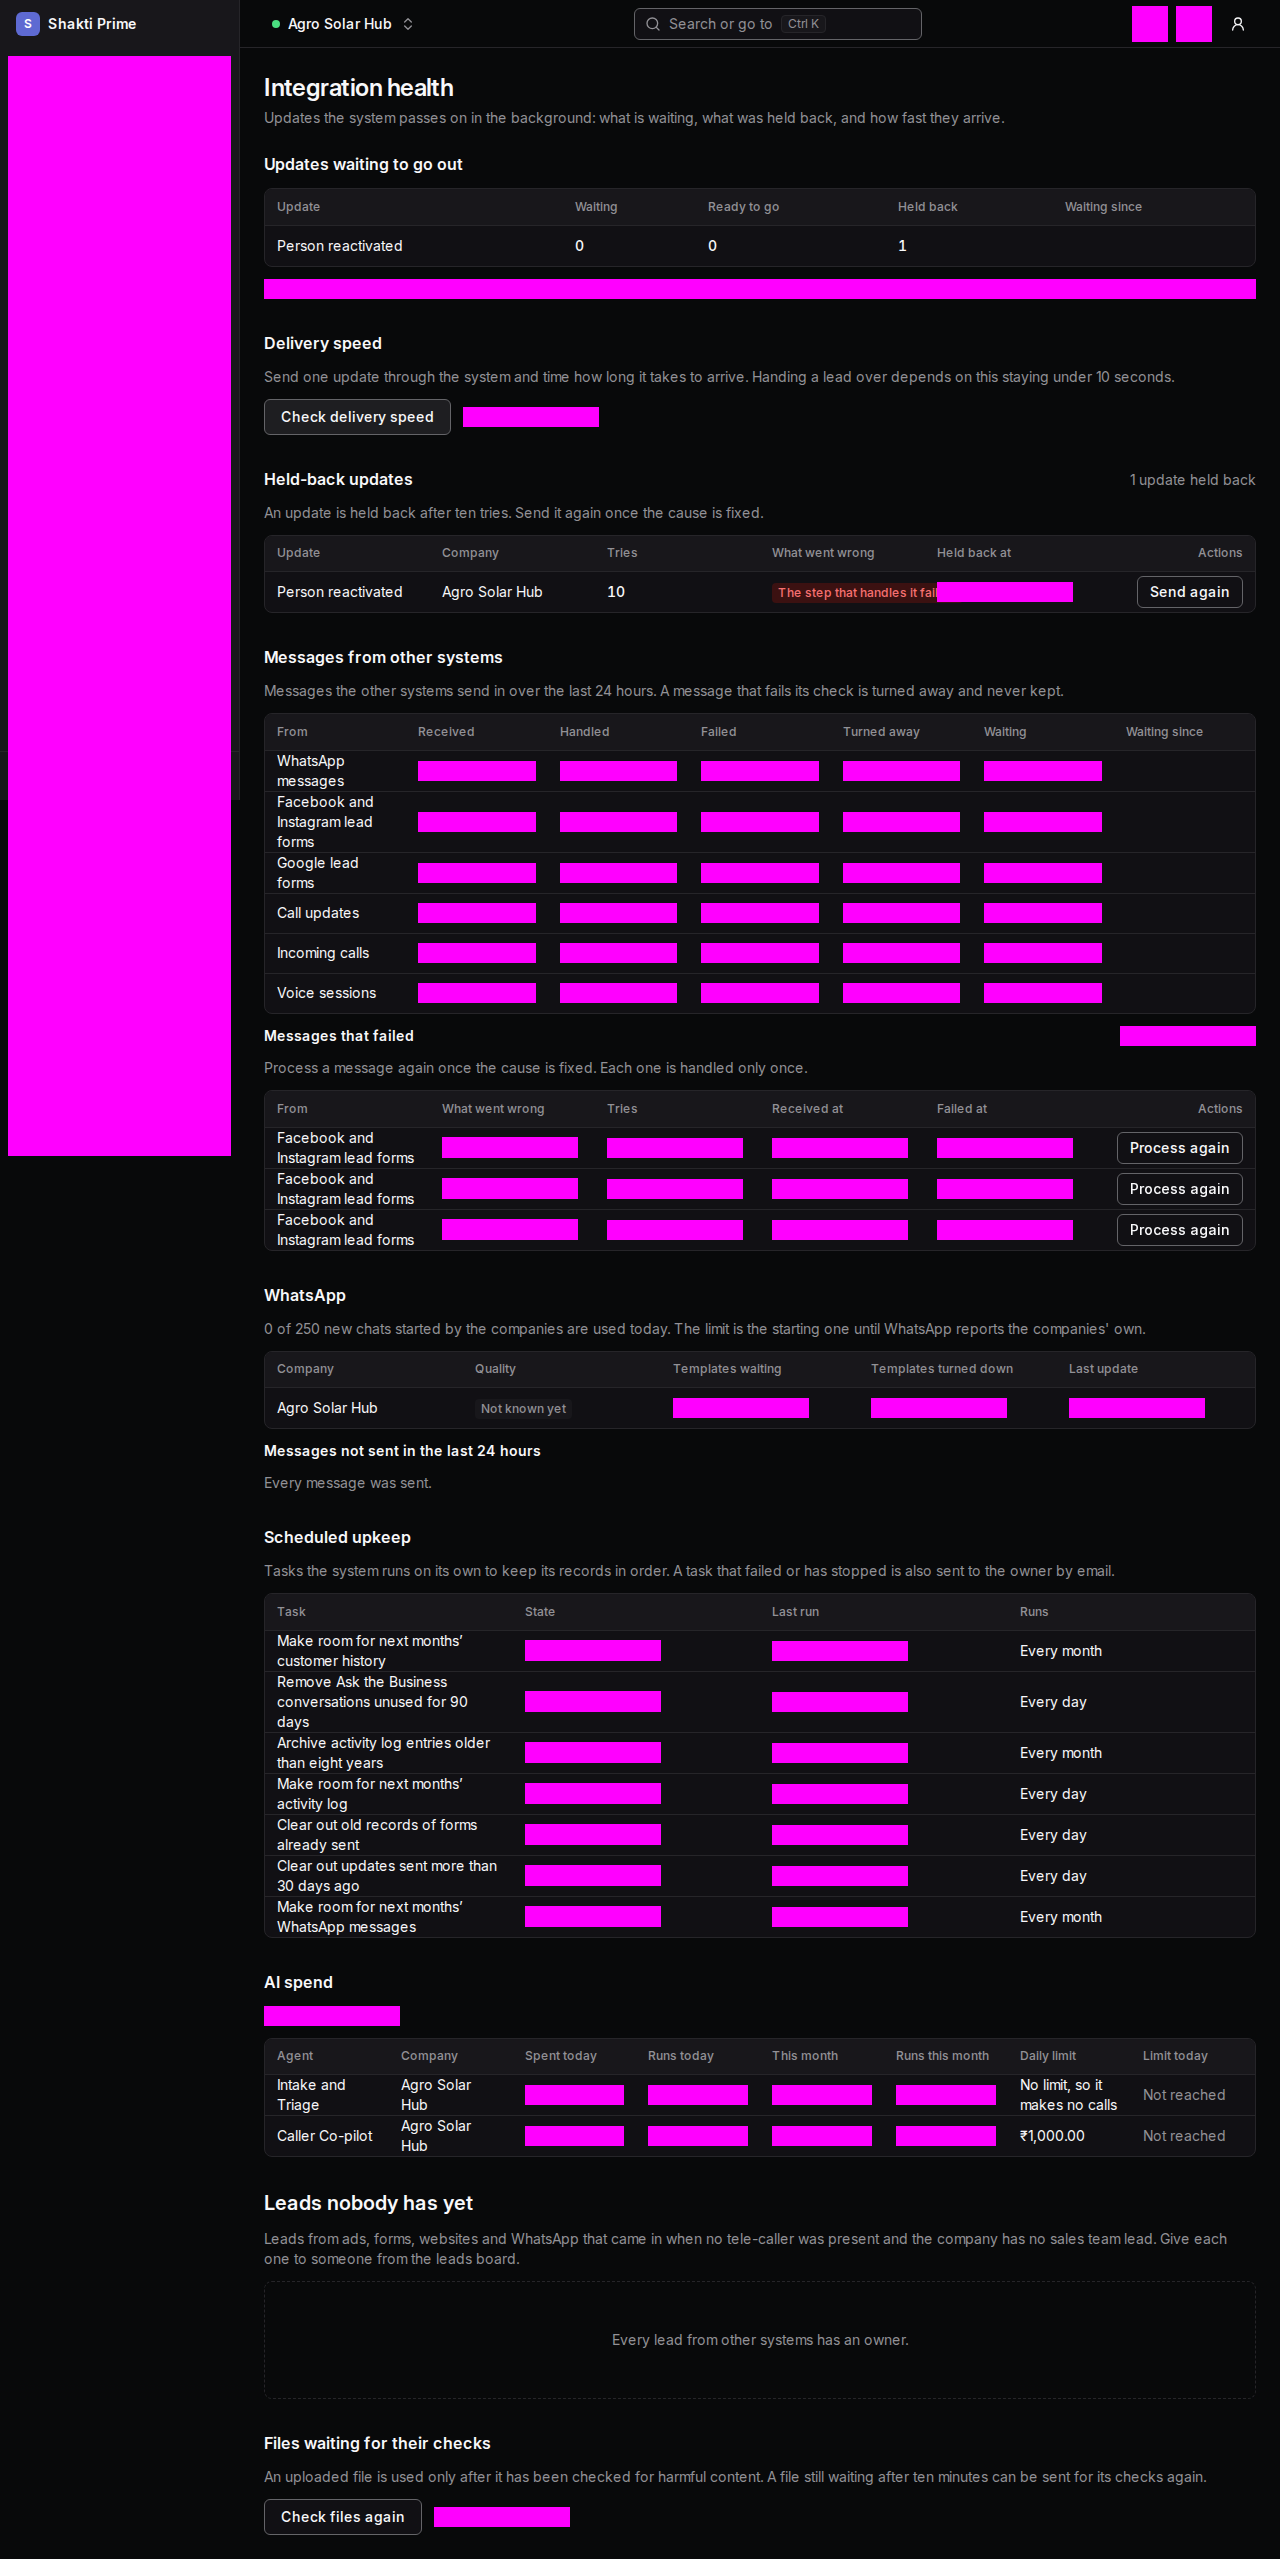 S Shakti Prime
Agro Solar Hub
Search or go to Ctrl K
Integration health
Updates the system passes on in the background: what is waiting, what was held back, and how fast they arrive.
Updates waiting to go out
Update Waiting Ready to go Held back Waiting since
Person reactivated 0 0 1
Delivery speed
Send one update through the system and time how long it takes to arrive. Handing a lead over depends on this staying under 10 seconds.
Check delivery speed
Held-back updates 1 update held back
An update is held back after ten tries. Send it again once the cause is fixed.
Update Company Tries What went wrong Held back at Actions
Person reactivated Agro Solar Hub 10 The step that handles it Send again
Messages from other systems
Messages the other systems send in over the last 24 hours. A message that fails its check is turned away and never kept.
From Received Handled Failed Turned away Waiting Waiting since
WhatsApp
messages
Facebook and
Instagram lead
forms
Google lead
forms
Call updates
Incoming calls
Voice sessions
Messages that failed
Process a message again once the cause is fixed. Each one is handled only once.
From What went wrong Tries Received at Failed at Actions
Facebook and
Instagram lead forms Process again
Facebook and
Instagram lead forms Process again
Facebook and
Instagram lead forms Process again
WhatsApp
0 of 250 new chats started by the companies are used today. The limit is the starting one until WhatsApp reports the companies' own.
Company Quality Templates waiting Templates turned down Last update
Agro Solar Hub Not known yet
Messages not sent in the last 24 hours
Every message was sent.
Scheduled upkeep
Tasks the system runs on its own to keep its records in order. A task that failed or has stopped is also sent to the owner by email.
Task State Last run Runs
Make room for next months’
customer history Every month
Remove Ask the Business
conversations unused for 90 Every day
days
Archive activity log entries older
than eight years Every month
Make room for next months’
activity log Every day
Clear out old records of forms
already sent Every day
Clear out updates sent more than
30 days ago Every day
Make room for next months’
WhatsApp messages Every month
AI spend
Agent Company Spent today Runs today This month Runs this month Daily limit Limit today
Intake and Agro Solar No limit, so it
Triage Hub makes no calls Not reached
Caller Co-pilot Agro Solar
Hub ₹1,000.00 Not reached
Leads nobody has yet
Leads from ads, forms, websites and WhatsApp that came in when no tele-caller was present and the company has no sales team lead. Give each
one to someone from the leads board.
Every lead from other systems has an owner.
Files waiting for their checks
An uploaded file is used only after it has been checked for harmful content. A file still waiting after ten minutes can be sent for its checks again.
Check files again